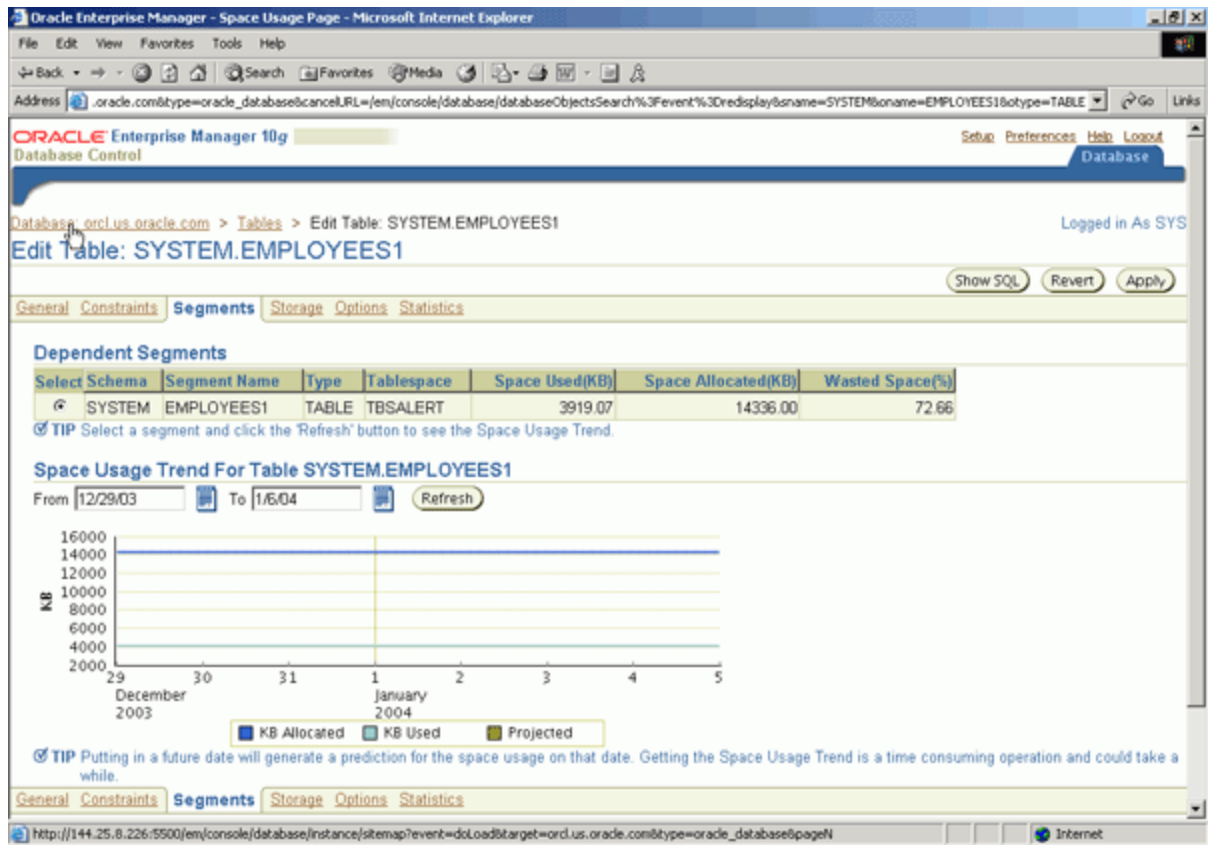 Oracle Enterprise Manager - Space Usage Page - Microsoft Internet Explorer
File Edit View Favorites Tools Help
Back Search Favorites Media
Address .oracle.com&type=oracle_database&cancelURL=/em/console/database/databaseObjectsSearch%3Fevent%3Dredisplay&sname=SYSTEM&oname=EMPLOYEES1&otype=TABLE Go Links
ORACLE Enterprise Manager 10g
Setup Preferences Help Logout
Database Control
Database
Database: orcl.us.oracle.com > Tables > Edit Table: SYSTEM.EMPLOYEES1
Logged in As SYS
Edit Table: SYSTEM.EMPLOYEES1
Show SQL Revert Apply
General Constraints Segments Storage Options Statistics
Dependent Segments
Select Schema Segment Name Type Tablespace Space Used(KB) Space Allocated(KB) Wasted Space(%)
SYSTEM EMPLOYEES1 TABLE TBSALERT 3919.07 14336.00 72.66
TIP Select a segment and click the 'Refresh' button to see the Space Usage Trend.
Space Usage Trend For Table SYSTEM.EMPLOYEES1
From 12/29/03 To 1/6/04 Refresh
16000
14000
12000
10000
KB
8000
6000
4000
2000
29 30 31 1 2 3 4 5
December January
2003 2004
KB Allocated KB Used Projected
TIP Putting in a future date will generate a prediction for the space usage on that date. Getting the Space Usage Trend is a time consuming operation and could take a
while.
General Constraints Segments Storage Options Statistics
http://144.25.8.226:5500/em/console/database/instance/sitemap?event=doLoad&target=orcl.us.oracle.com&type=oracle_database&pageN Internet